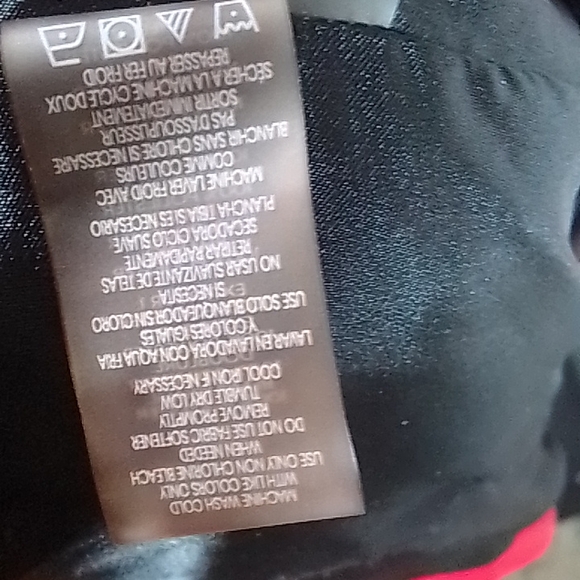 MACHINE WASH COLD
WITH LIKE COLORS ONLY
USE ONLY NON CHLORINE BLEACH
WHEN NEEDED
DO NOT USE FABRIC SOFTENER
REMOVE PROMPTLY
TUMBLE DRY LOW
COOL IRON IF NECESSARY
LAVAR EN LAVADORA CON AQUA FRIA
Y COLORES IGUALES
USE SOLO BLANQUEADOR SIN CLORO
SI NECESITA
NO USAR SUAVIZANTE DE TELAS
RETIRAR RAPIDAMENTE
SECADORA CICLO SUAVE
PLANCHA TIBIA SI ES NECESARIO
MACHINE LAVER FROID AVEC
COMME COULEURS
BLANCHIR SANS CHLORE SI NECESSAIRE
PAS D'ASSOUPLISSEUR
SORTIR IMMEDIATEMENT
SÉCHER A LA MACHINE CYCLE DOUX
REPASSER AU FER FROID